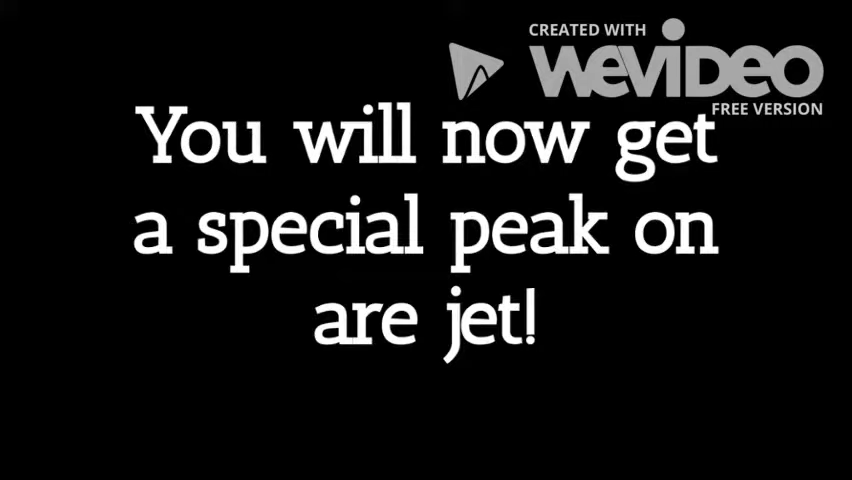 CREATED WITH
WEVIDEO
FREE VERSION
You will now get
a special peak on
are jet!